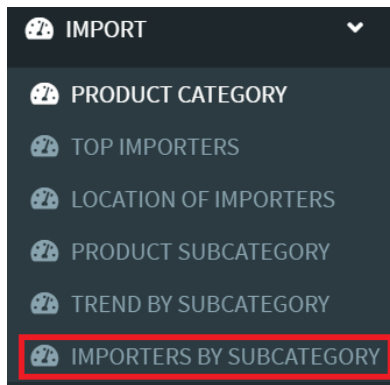 IMPORT
PRODUCT CATEGORY
TOP IMPORTERS
LOCATION OF IMPORTERS
PRODUCT SUBCATEGORY
TREND BY SUBCATEGORY
IMPORTERS BY SUBCATEGORY